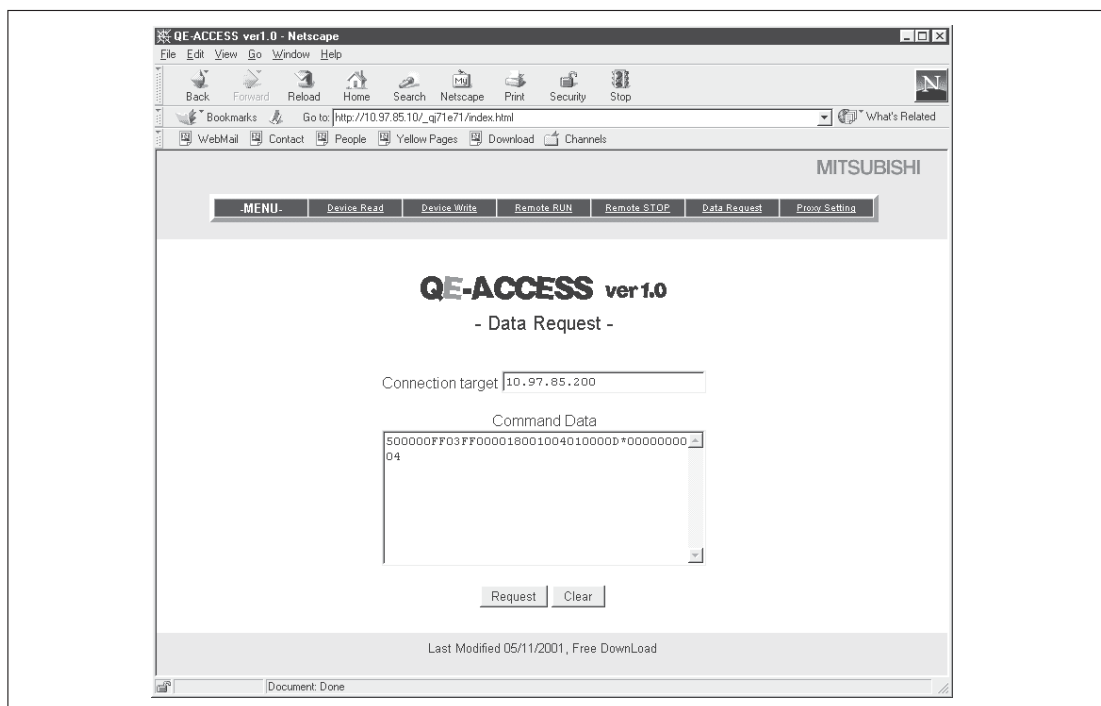 QE-ACCESS ver1.0 - Netscape
File Edit View Go Window Help
Back Forward Reload Home Search Netscape Print Security Stop
My
N
Bookmarks Go to: http://10.97.85.10/_qj71e71/index.html What's Related
WebMail Contact People Yellow Pages Download Channels
MITSUBISHI
-MENU- Device Read Device Write Remote RUN Remote STOP Data Request Proxy Setting
QE-ACCESS ver1.0
- Data Request -
Connection target 10.97.85.200
Command Data
500000FF03FF000018001004010000D*00000000
04
Request Clear
Last Modified 05/11/2001, Free DownLoad
Document: Done